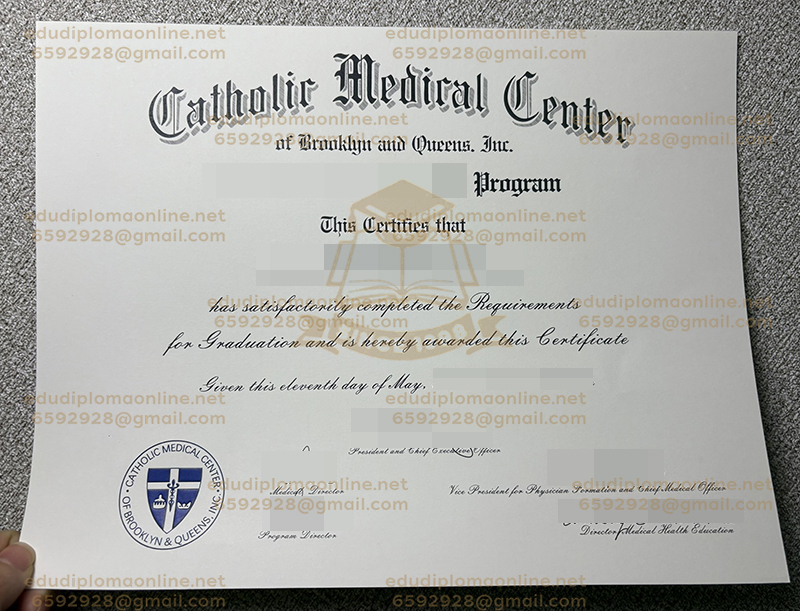 edudiplomaonline.net edudiplomaonline.net
6592928@gmail.com 6592928@gmail.com
Catholic Medical Center
edudiplomaonline.net edudiplomaonline.net
6592928@gmail.com 6592928@gmail.com
of Brooklyn and Queens, Inc.
Program
edudiplomaonline.net edudiplomaonline.net
This Certifies that
6592928@gmail.com 6592928@gmail.com
has satisfactorily completed the Requirements
edudiplomaonline.net edudiplomaonline.net
6592928@gmail.com 6592928@gmail.com
for Graduation and is hereby awarded this Certificate
Given this eleventh day of May,
edudiplomaonline.net edudiplomaonline.net
6592928@gmail.com 6592928@gmail.com
President and Chief Executive Officer
CATHOLIC MEDICAL CENTER
OF BROOKLYN & QUEENS, INC.
edudiplomaonline.net edudiplomaonline.net
Medical Director Vice President for Physician Formation and Chief Medical Officer
6592928@gmail.com 6592928@gmail.com
Program Director Director, Medical Health Education
edudiplomaonline.net edudiplomaonline.net
6592928@gmail.com 6592928@gmail.com